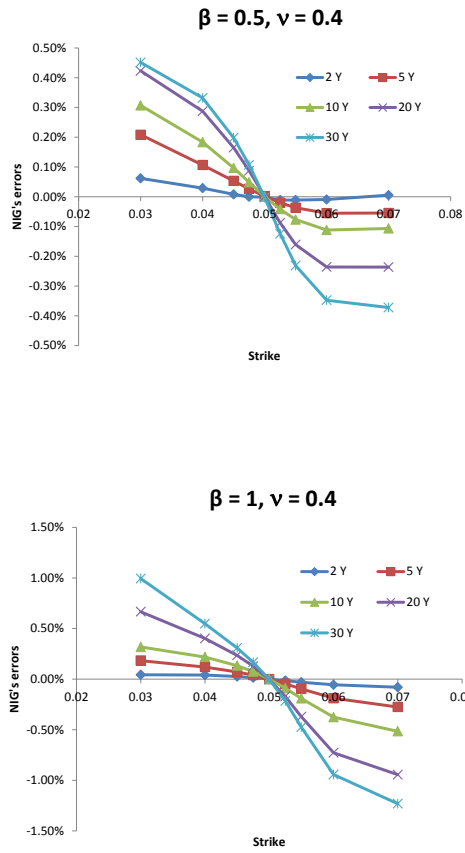 β = 0.5, ν = 0.4
0.50%
0.40%
0.30%
0.20%
0.10%
0.00%
-0.10%
-0.20%
-0.30%
-0.40%
-0.50%
0.02 0.03 0.04 0.05 0.06 0.07 0.08
NIG's errors
Strike
2 Y 5 Y
10 Y 20 Y
30 Y
β = 1, ν = 0.4
1.50%
1.00%
0.50%
0.00%
-0.50%
-1.00%
-1.50%
0.02 0.03 0.04 0.05 0.06 0.07
NIG's errors
Strike
2 Y 5 Y
10 Y 20 Y
30 Y